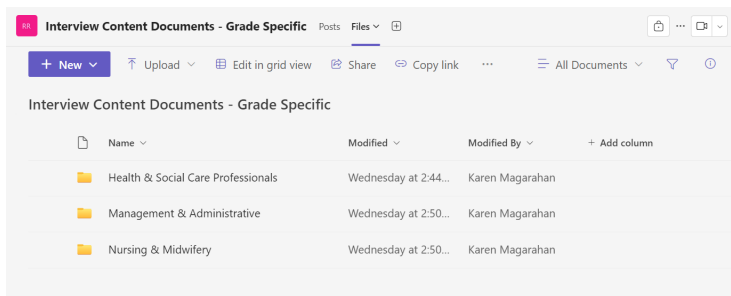 RR Interview Content Documents - Grade Specific Posts Files
+ New Upload Edit in grid view Share Copy link ... All Documents
Interview Content Documents - Grade Specific
Name Modified Modified By + Add column
Health & Social Care Professionals Wednesday at 2:44... Karen Magarahan
Management & Administrative Wednesday at 2:50... Karen Magarahan
Nursing & Midwifery Wednesday at 2:50... Karen Magarahan